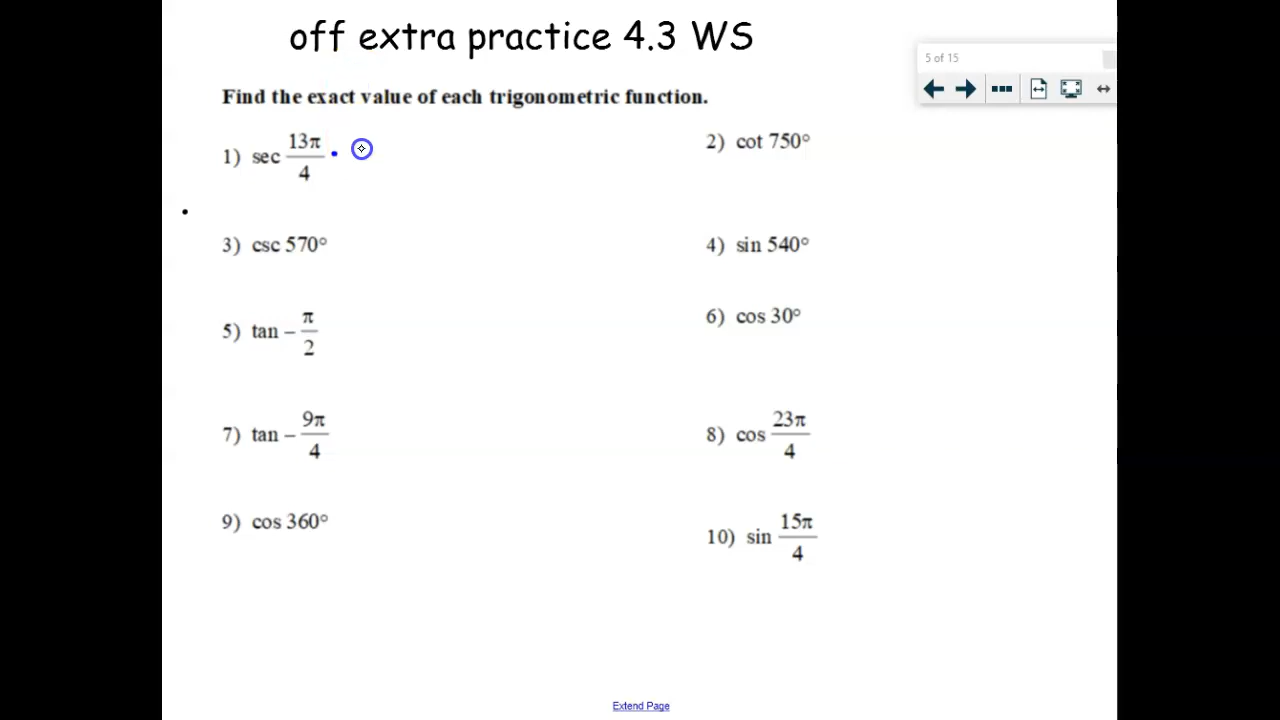 off extra practice 4.3 WS
5 of 15
Find the exact value of each trigonometric function.
1) sec 13π/4
2) cot 750°
3) csc 570°
4) sin 540°
5) tan – π/2
6) cos 30°
7) tan – 9π/4
8) cos 23π/4
9) cos 360°
10) sin 15π/4
Extend Page